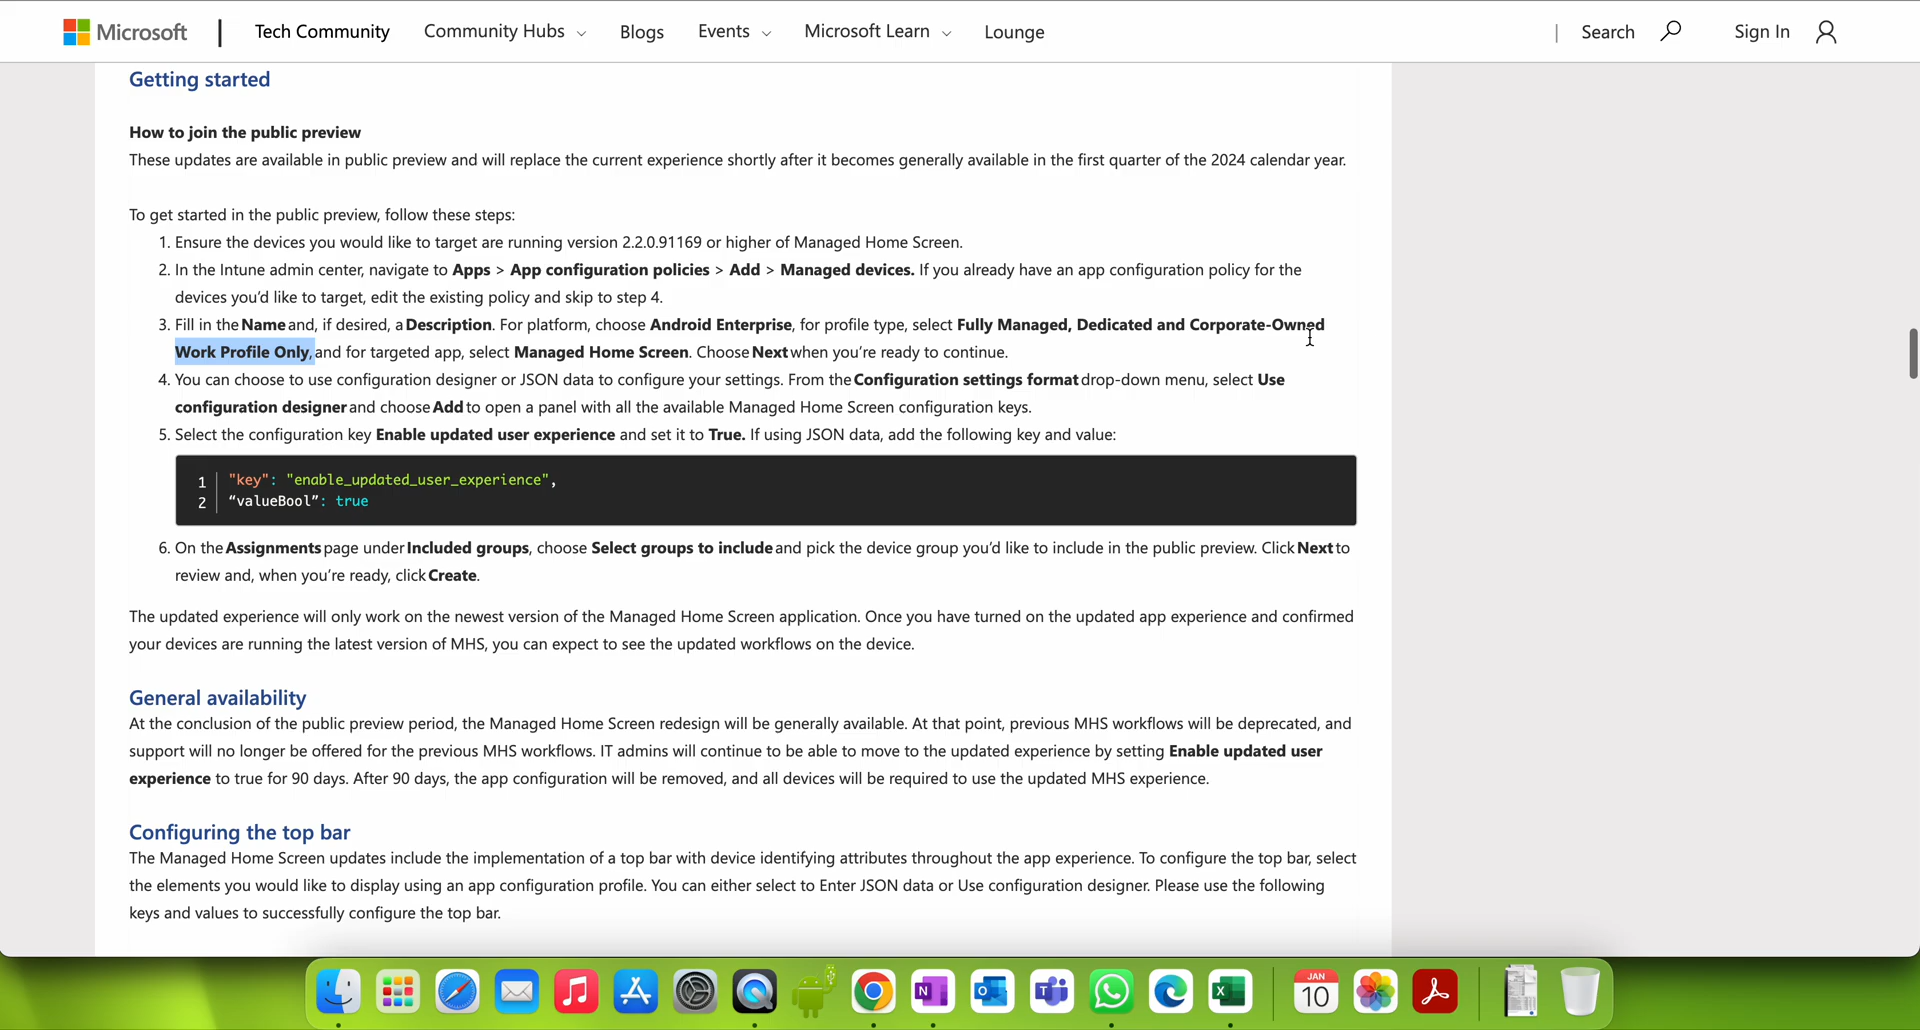 Microsoft | Tech Community Community Hubs Blogs Events Microsoft Learn Lounge | Search Sign In
Getting started
How to join the public preview
These updates are available in public preview and will replace the current experience shortly after it becomes generally available in the first quarter of the 2024 calendar year.
To get started in the public preview, follow these steps:
1. Ensure the devices you would like to target are running version 2.2.0.91169 or higher of Managed Home Screen.
2. In the Intune admin center, navigate to Apps > App configuration policies > Add > Managed devices. If you already have an app configuration policy for the
devices you'd like to target, edit the existing policy and skip to step 4.
3. Fill in the Name and, if desired, a Description. For platform, choose Android Enterprise, for profile type, select Fully Managed, Dedicated and Corporate-Owned
Work Profile Only, and for targeted app, select Managed Home Screen. Choose Next when you're ready to continue.
4. You can choose to use configuration designer or JSON data to configure your settings. From the Configuration settings format drop-down menu, select Use
configuration designer and choose Add to open a panel with all the available Managed Home Screen configuration keys.
5. Select the configuration key Enable updated user experience and set it to True. If using JSON data, add the following key and value:
1 "key": "enable_updated_user_experience",
2 “valueBool”: true
6. On the Assignments page under Included groups, choose Select groups to include and pick the device group you'd like to include in the public preview. Click Next to
review and, when you're ready, click Create.
The updated experience will only work on the newest version of the Managed Home Screen application. Once you have turned on the updated app experience and confirmed
your devices are running the latest version of MHS, you can expect to see the updated workflows on the device.
General availability
At the conclusion of the public preview period, the Managed Home Screen redesign will be generally available. At that point, previous MHS workflows will be deprecated, and
support will no longer be offered for the previous MHS workflows. IT admins will continue to be able to move to the updated experience by setting Enable updated user
experience to true for 90 days. After 90 days, the app configuration will be removed, and all devices will be required to use the updated MHS experience.
Configuring the top bar
The Managed Home Screen updates include the implementation of a top bar with device identifying attributes throughout the app experience. To configure the top bar, select
the elements you would like to display using an app configuration profile. You can either select to Enter JSON data or Use configuration designer. Please use the following
keys and values to successfully configure the top bar.
JAN
10